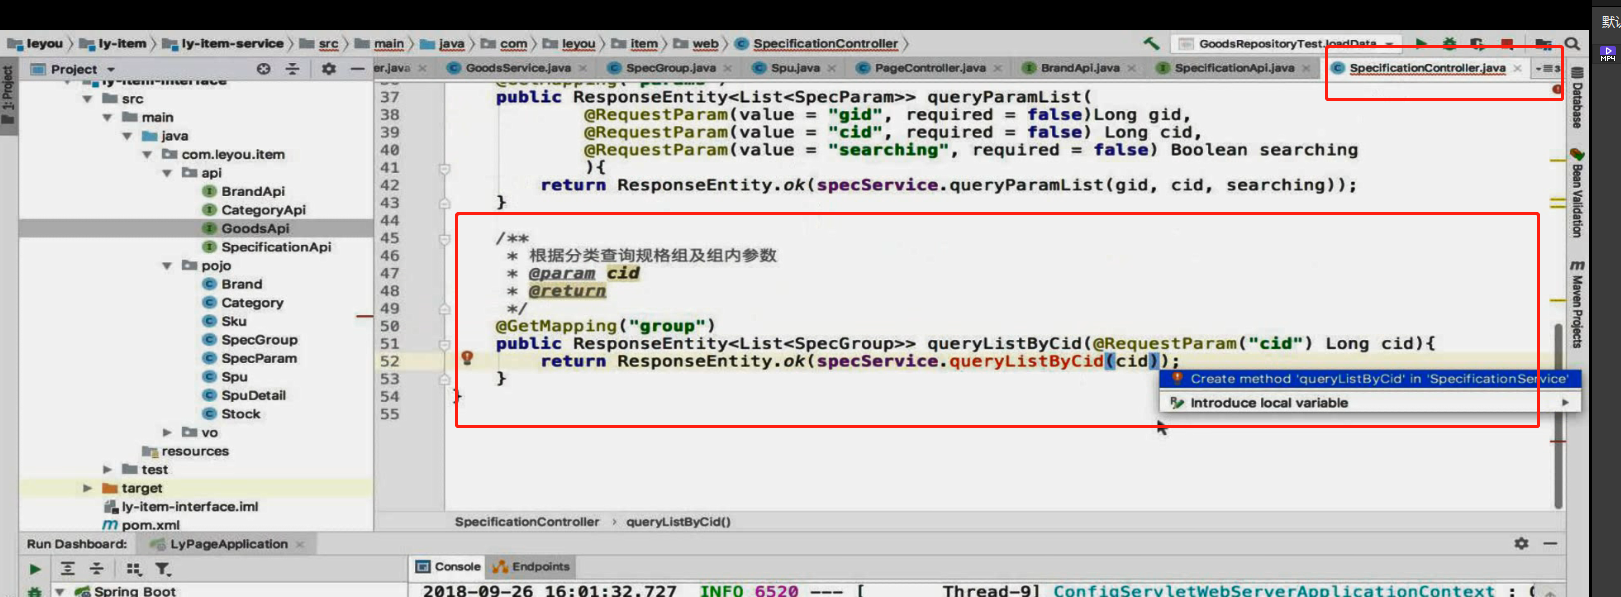 默认
MP4
leyou ly-item ly-item-service src main java com leyou item web SpecificationController
GoodsRepositoryTest.loadData
Project
er.java GoodsService.java SpecGroup.java Spu.java PageController.java BrandApi.java SpecificationApi.java SpecificationController.java
1: Project
ly-item-interface
src
main
java
com.leyou.item
api
BrandApi
CategoryApi
GoodsApi
SpecificationApi
pojo
Brand
Category
Sku
SpecGroup
SpecParam
Spu
SpuDetail
Stock
vo
resources
test
target
ly-item-interface.iml
pom.xml
37 public ResponseEntity<List<SpecParam>> queryParamList(
38 @RequestParam(value = "gid", required = false)Long gid,
39 @RequestParam(value = "cid", required = false) Long cid,
40 @RequestParam(value = "searching", required = false) Boolean searching
41 ){
42 return ResponseEntity.ok(specService.queryParamList(gid, cid, searching));
43 }
44
45 /**
46 * 根据分类查询规格组及组内参数
47 * @param cid
48 * @return
49 */
50 @GetMapping("group")
51 public ResponseEntity<List<SpecGroup>> queryListByCid(@RequestParam("cid") Long cid){
52 return ResponseEntity.ok(specService.queryListByCid(cid));
53 }
54 }
55
Create method 'queryListByCid' in 'SpecificationService'
Introduce local variable
Database
Bean Validation
Maven Projects
SpecificationController › queryListByCid()
Run Dashboard: LyPageApplication
Console Endpoints
Spring Boot
2018-09-26 16:01:32.727 INFO 6520 --- [ Thread-9] ConfigServletWebServerApplicationContext :